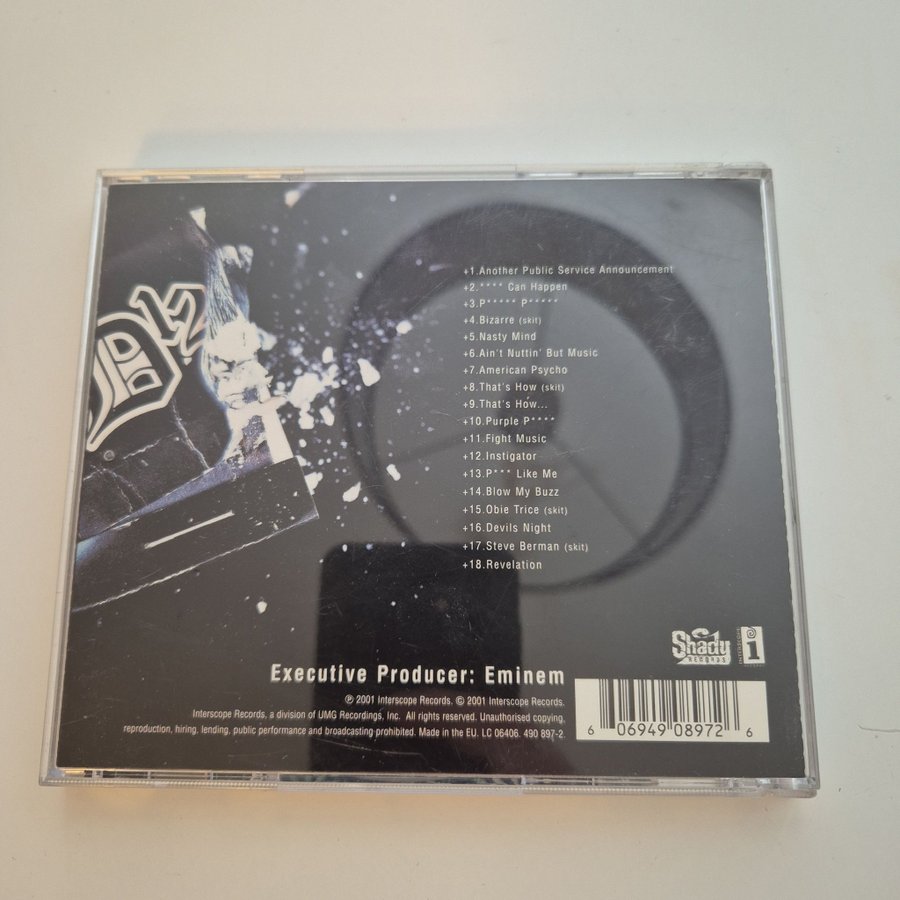 D12
+1.Another Public Service Announcement
+2.**** Can Happen
+3.P***** P*****
+4.Bizarre (skit)
+5.Nasty Mind
+6.Ain't Nuttin' But Music
+7.American Psycho
+8.That's How (skit)
+9.That's How...
+10.Purple P****
+11.Fight Music
+12.Instigator
+13.P*** Like Me
+14.Blow My Buzz
+15.Obie Trice (skit)
+16.Devils Night
+17.Steve Berman (skit)
+18.Revelation
Shady
RECORDS
INTERSCOPE
RECORDS
i
Executive Producer: Eminem
℗ 2001 Interscope Records. © 2001 Interscope Records.
Interscope Records, a division of UMG Recordings, Inc. All rights reserved. Unauthorised copying,
reproduction, hiring, lending, public performance and broadcasting prohibited. Made in the EU. LC 06406. 490 897-2.
6 06949 08972 6